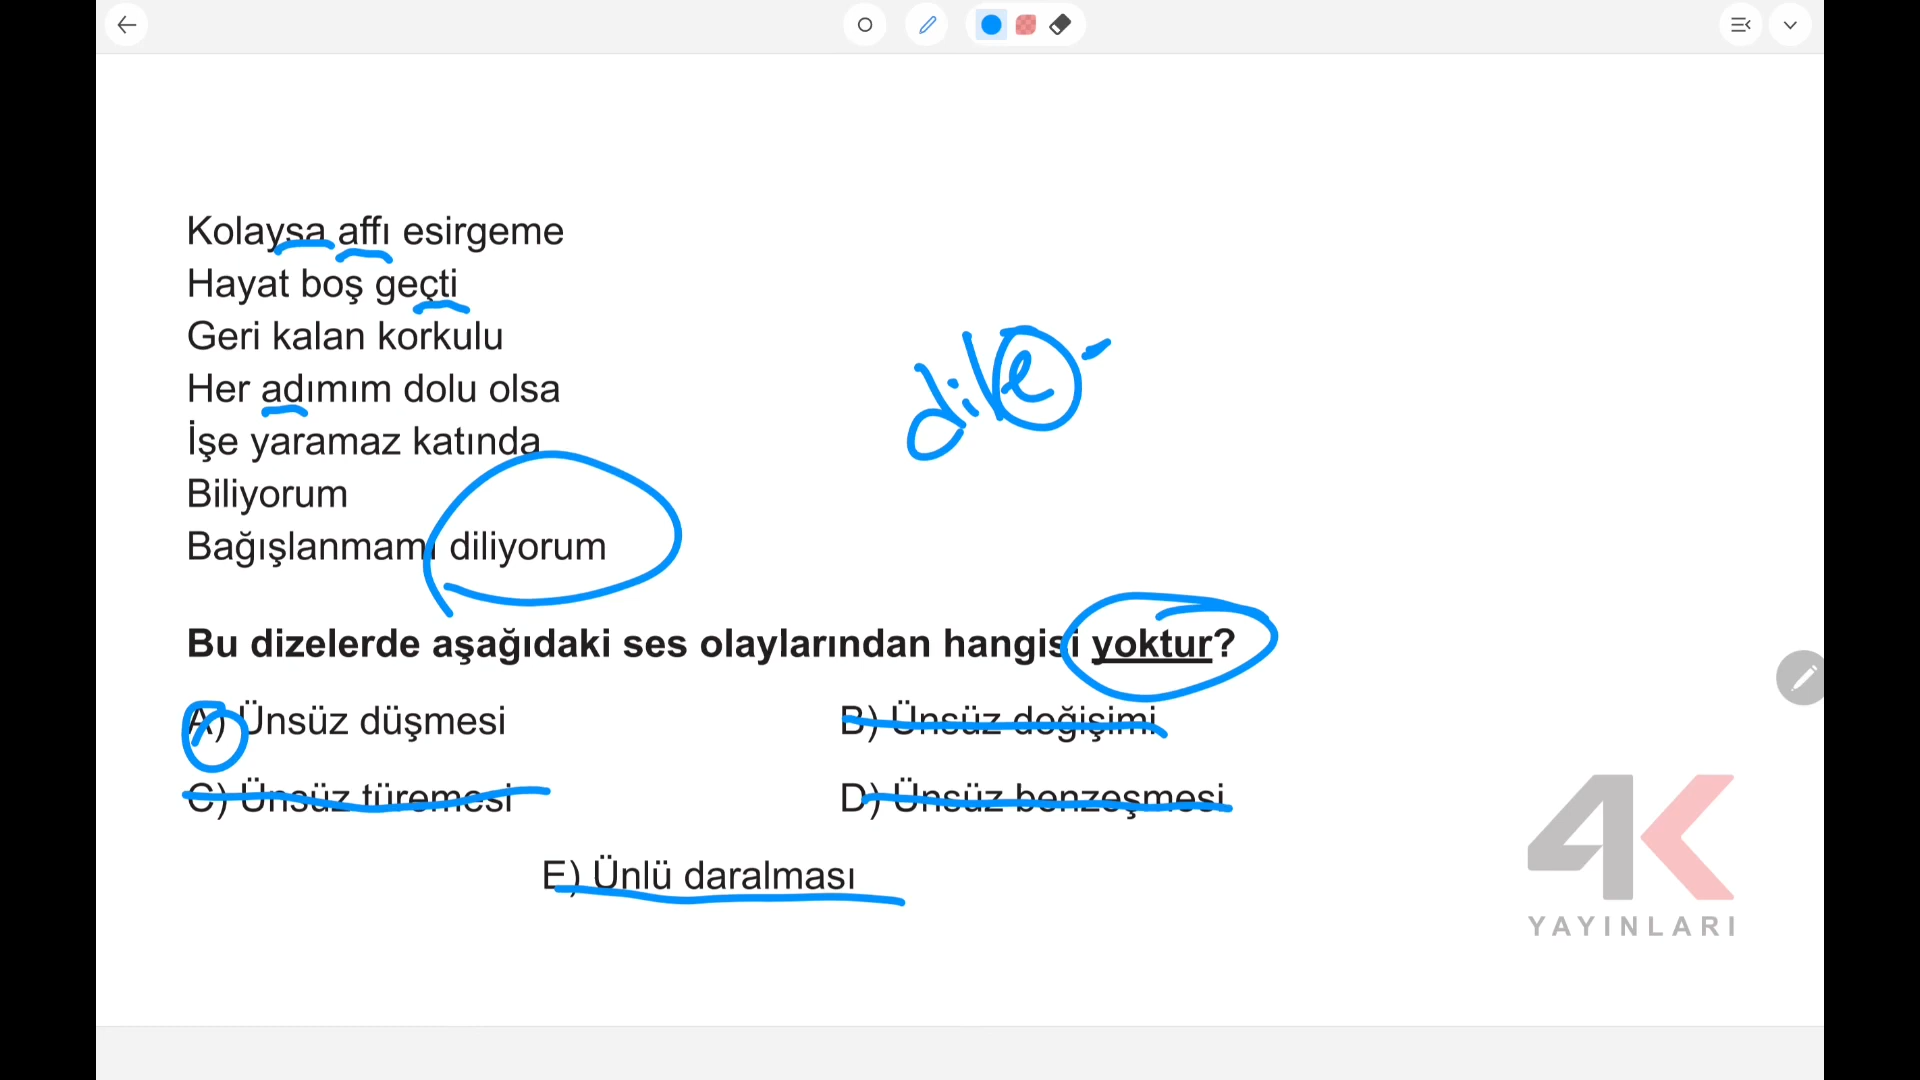 Kolaysa affı esirgeme
Hayat boş geçti
Geri kalan korkulu
Her adımım dolu olsa
İşe yaramaz katında
Biliyorum
Bağışlanmamı diliyorum
dile-
Bu dizelerde aşağıdaki ses olaylarından hangisi yoktur?
A) Ünsüz düşmesi
B) Ünsüz değişimi
C) Ünsüz türemesi
D) Ünsüz benzeşmesi
E) Ünlü daralması
4K
YAYINLARI